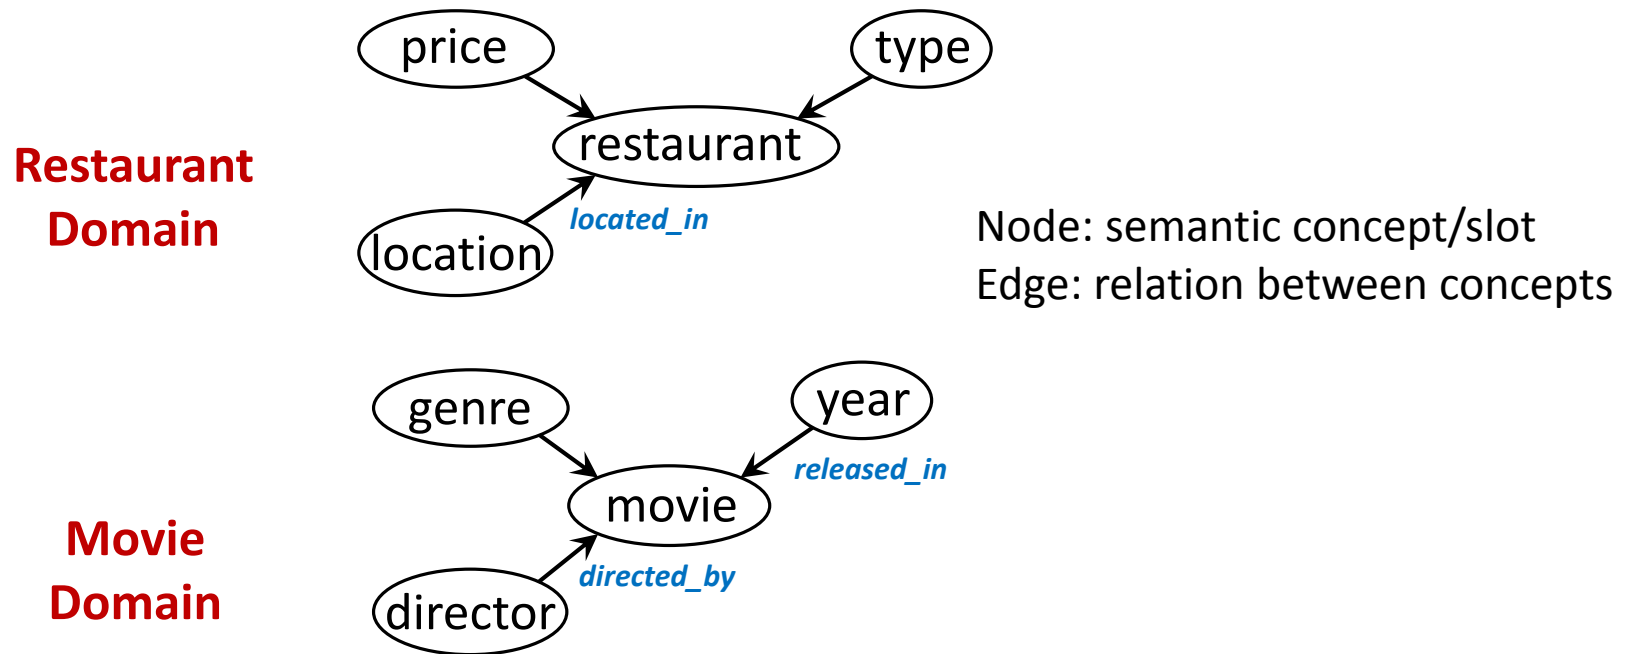 price
type
restaurant
Restaurant
Domain
located_in
location
Node: semantic concept/slot
Edge: relation between concepts
genre
year
released_in
movie
Movie
Domain
directed_by
director